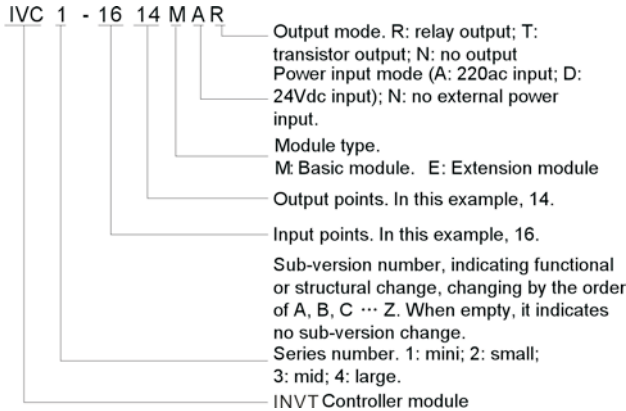 IVC 1 - 16 14 M A R
Output mode. R: relay output; T:
transistor output; N: no output
Power input mode (A: 220ac input; D:
24Vdc input); N: no external power
input.
Module type.
M: Basic module. E: Extension module
Output points. In this example, 14.
Input points. In this example, 16.
Sub-version number, indicating functional
or structural change, changing by the order
of A, B, C ··· Z. When empty, it indicates
no sub-version change.
Series number. 1: mini; 2: small;
3: mid; 4: large.
INVT Controller module